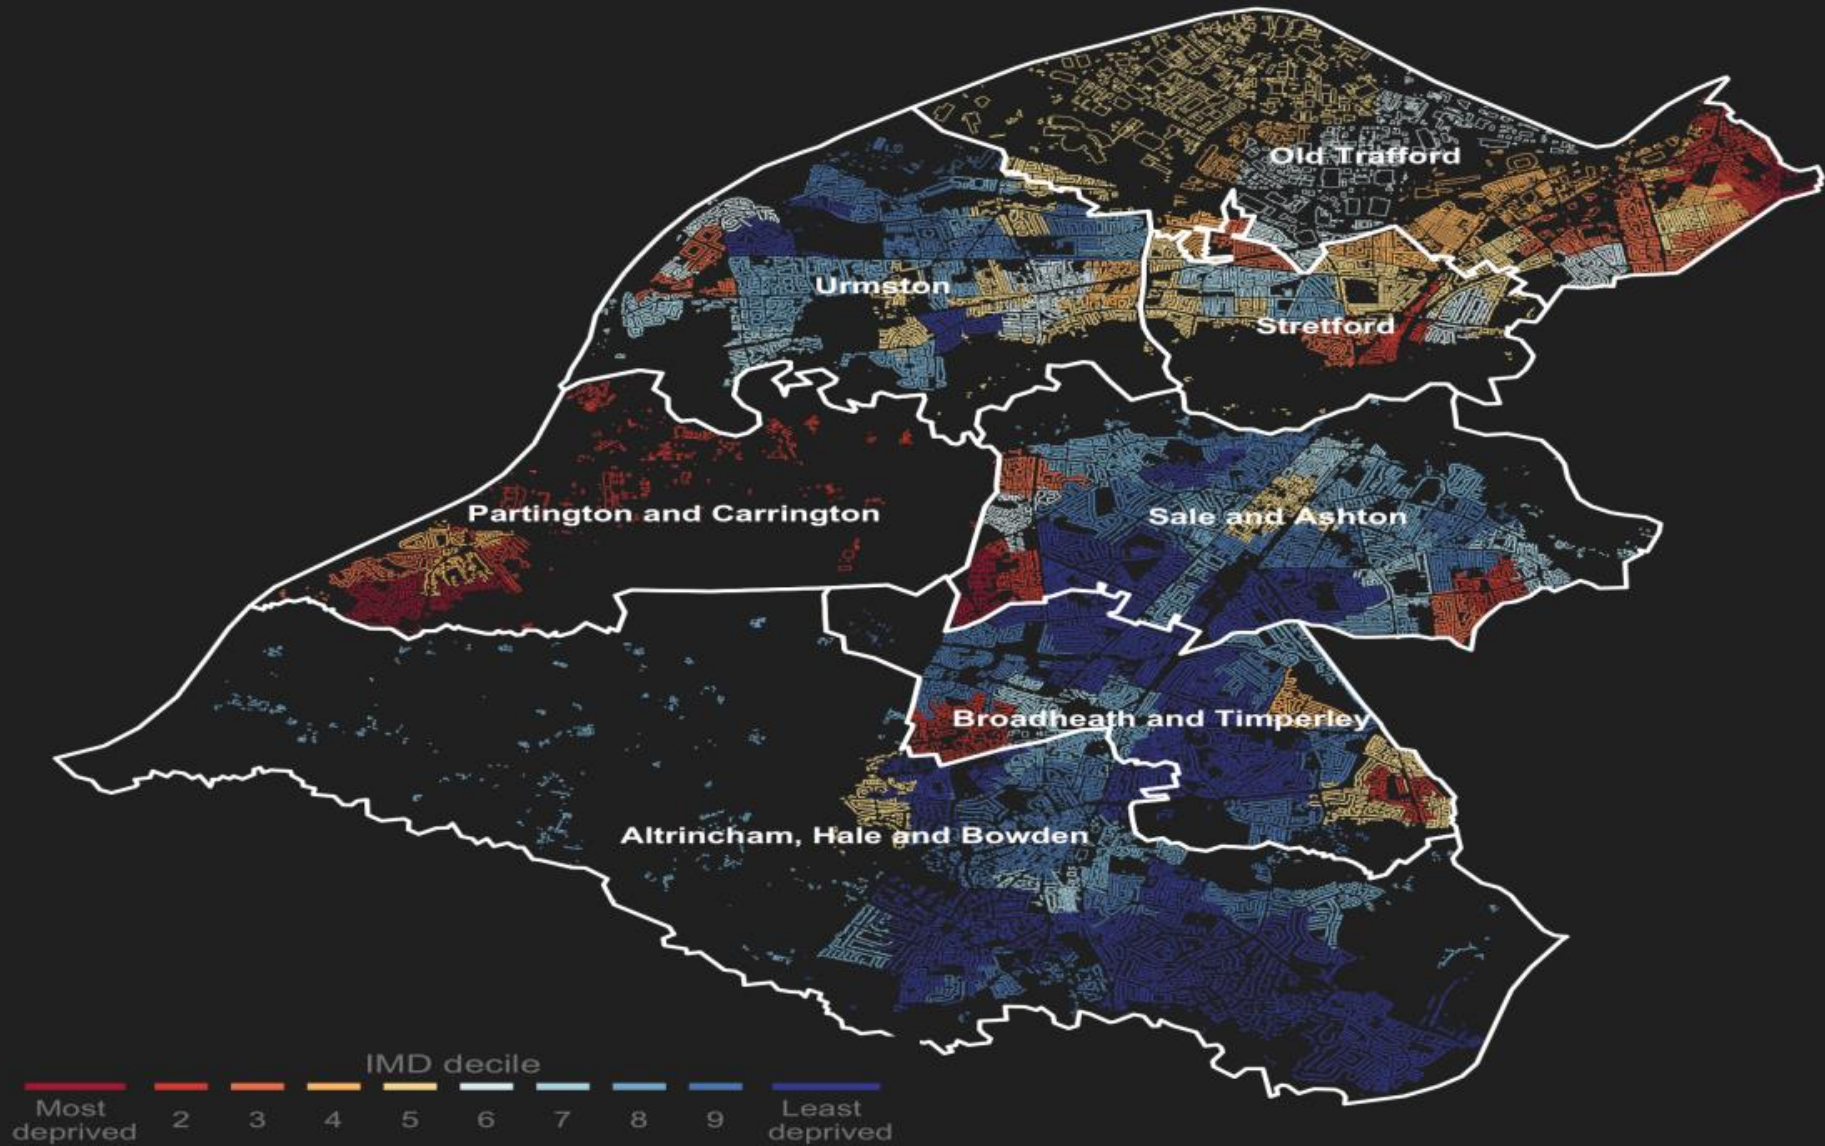 Old Trafford
Urmston
Stretford
Partington and Carrington
Sale and Ashton
Broadheath and Timperley
Altrincham, Hale and Bowden
IMD decile
Most
deprived
2
3
4
5
6
7
8
9
Least
deprived